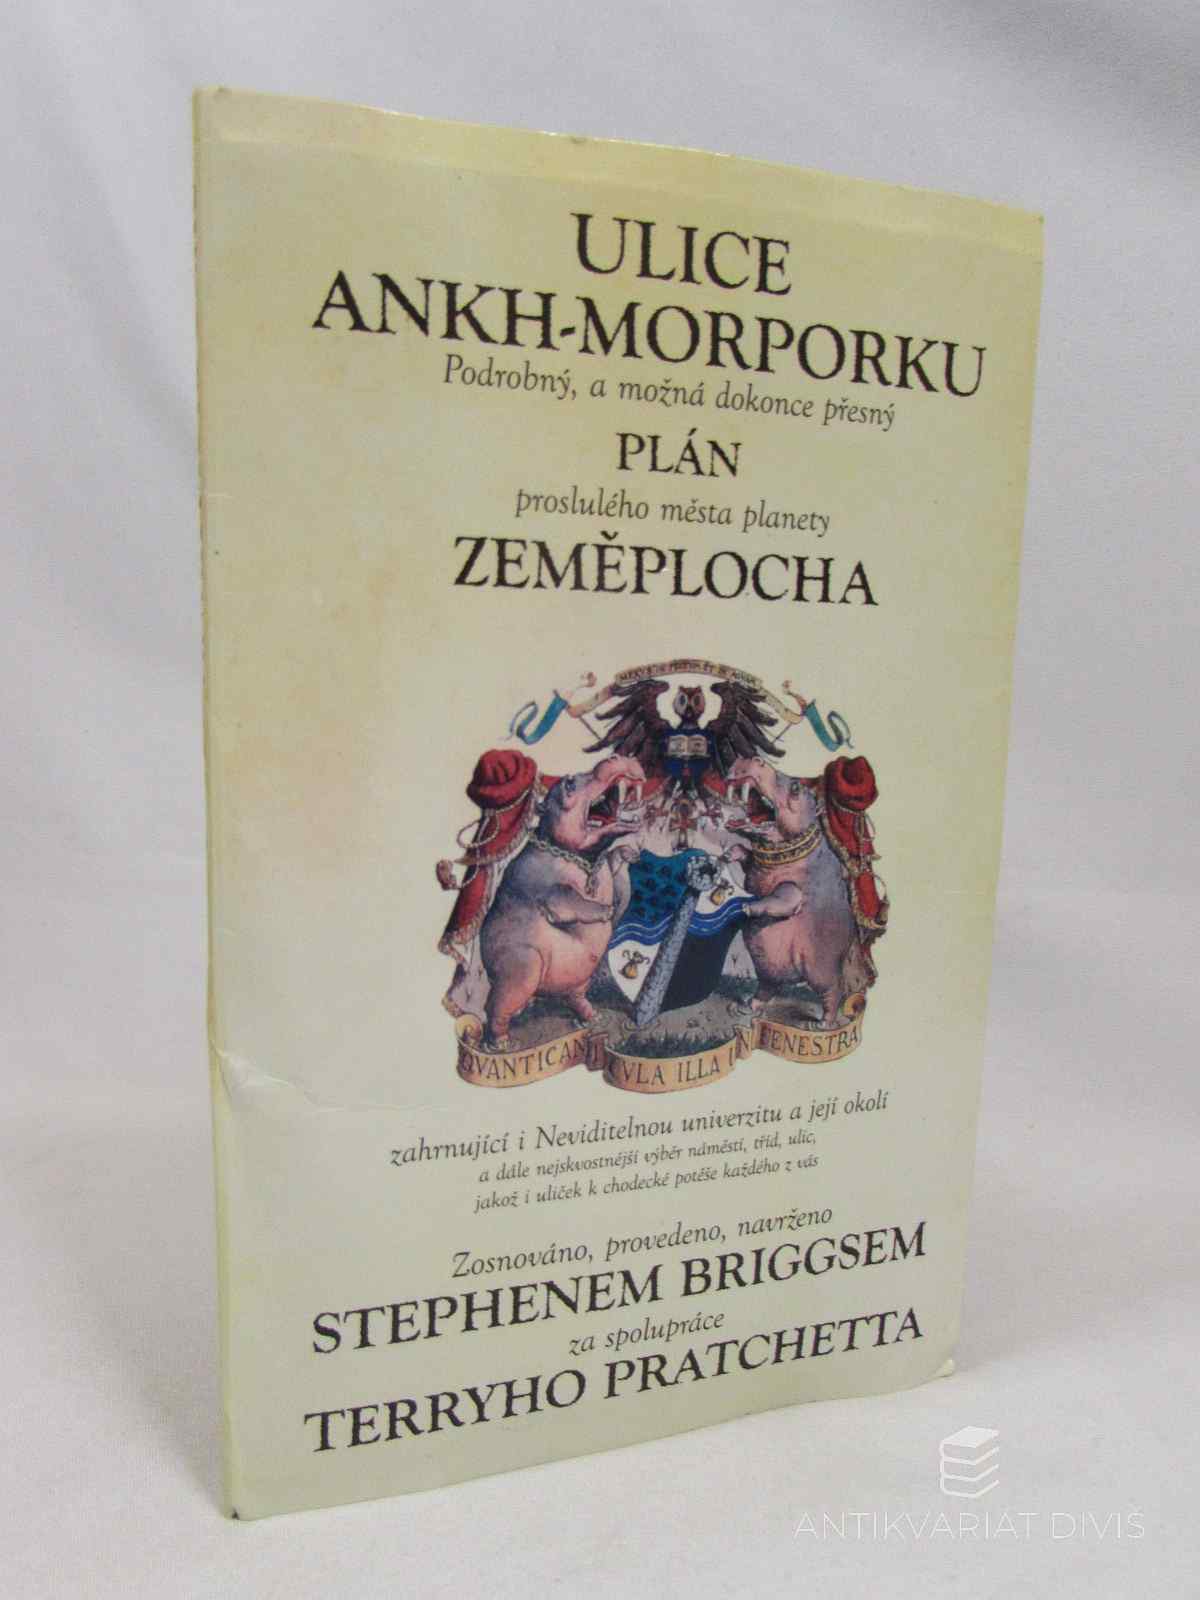 ULICE
ANKH-MORPORKU
Podrobný, a možná dokonce přesný
PLÁN
proslulého města planety
ZEMĚPLOCHA
QVANTI CANICVLA ILLA IN FENESTRA
zahrnující i Neviditelnou univerzitu a její okolí
a dále nejskvostnější výběr náměstí, tříd, ulic,
jakož i uliček k chodecké potěše každého z vás
Zosnováno, provedeno, navrženo
STEPHENEM BRIGGSEM
za spolupráce
TERRYHO PRATCHETTA
ANTIKVARIÁT DIVIŠ